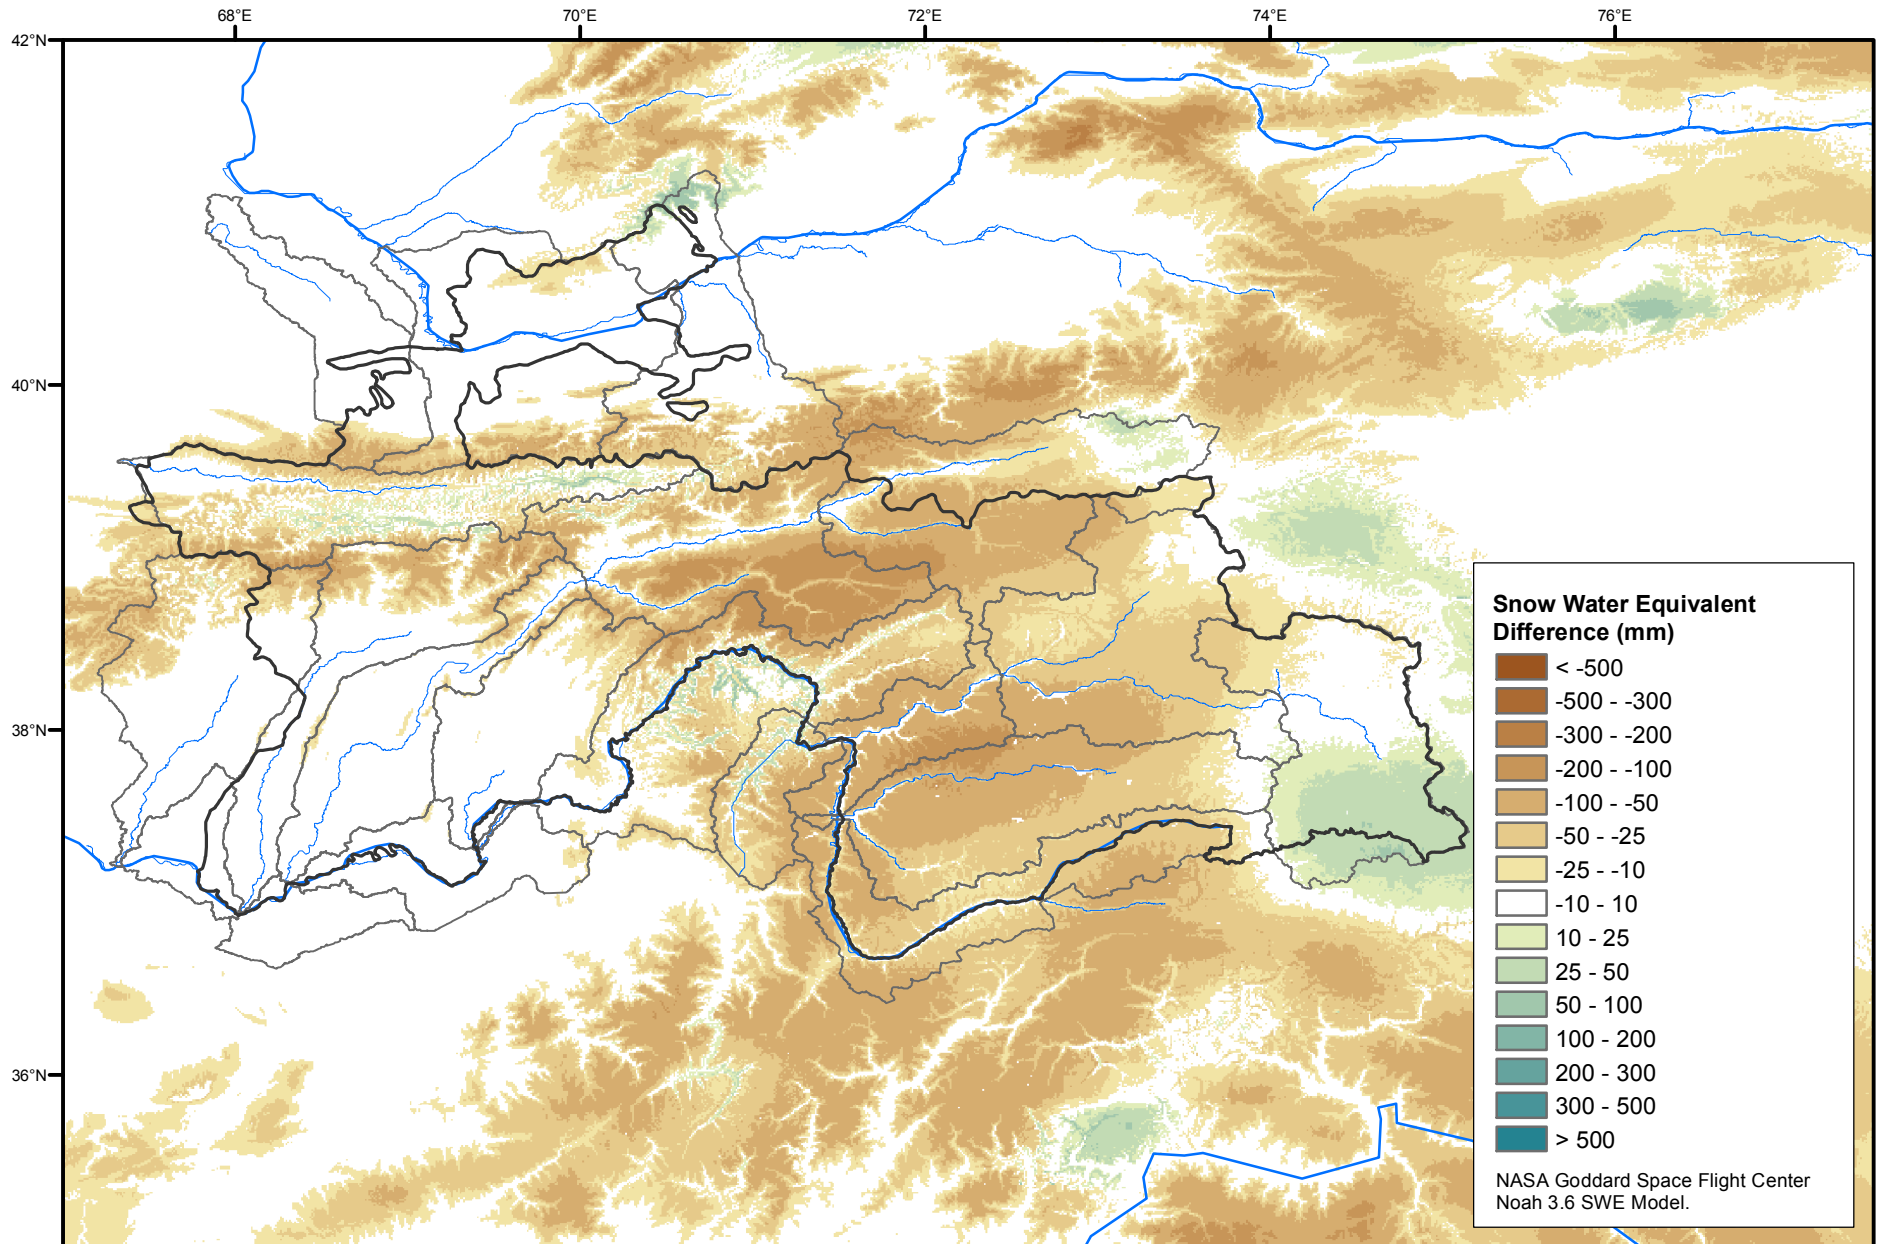 68°E 70°E 72°E 74°E 76°E
42°N
40°N
38°N
36°N
Snow Water Equivalent
Difference (mm)
< -500
-500 - -300
-300 - -200
-200 - -100
-100 - -50
-50 - -25
-25 - -10
-10 - 10
10 - 25
25 - 50
50 - 100
100 - 200
200 - 300
300 - 500
> 500
NASA Goddard Space Flight Center
Noah 3.6 SWE Model.